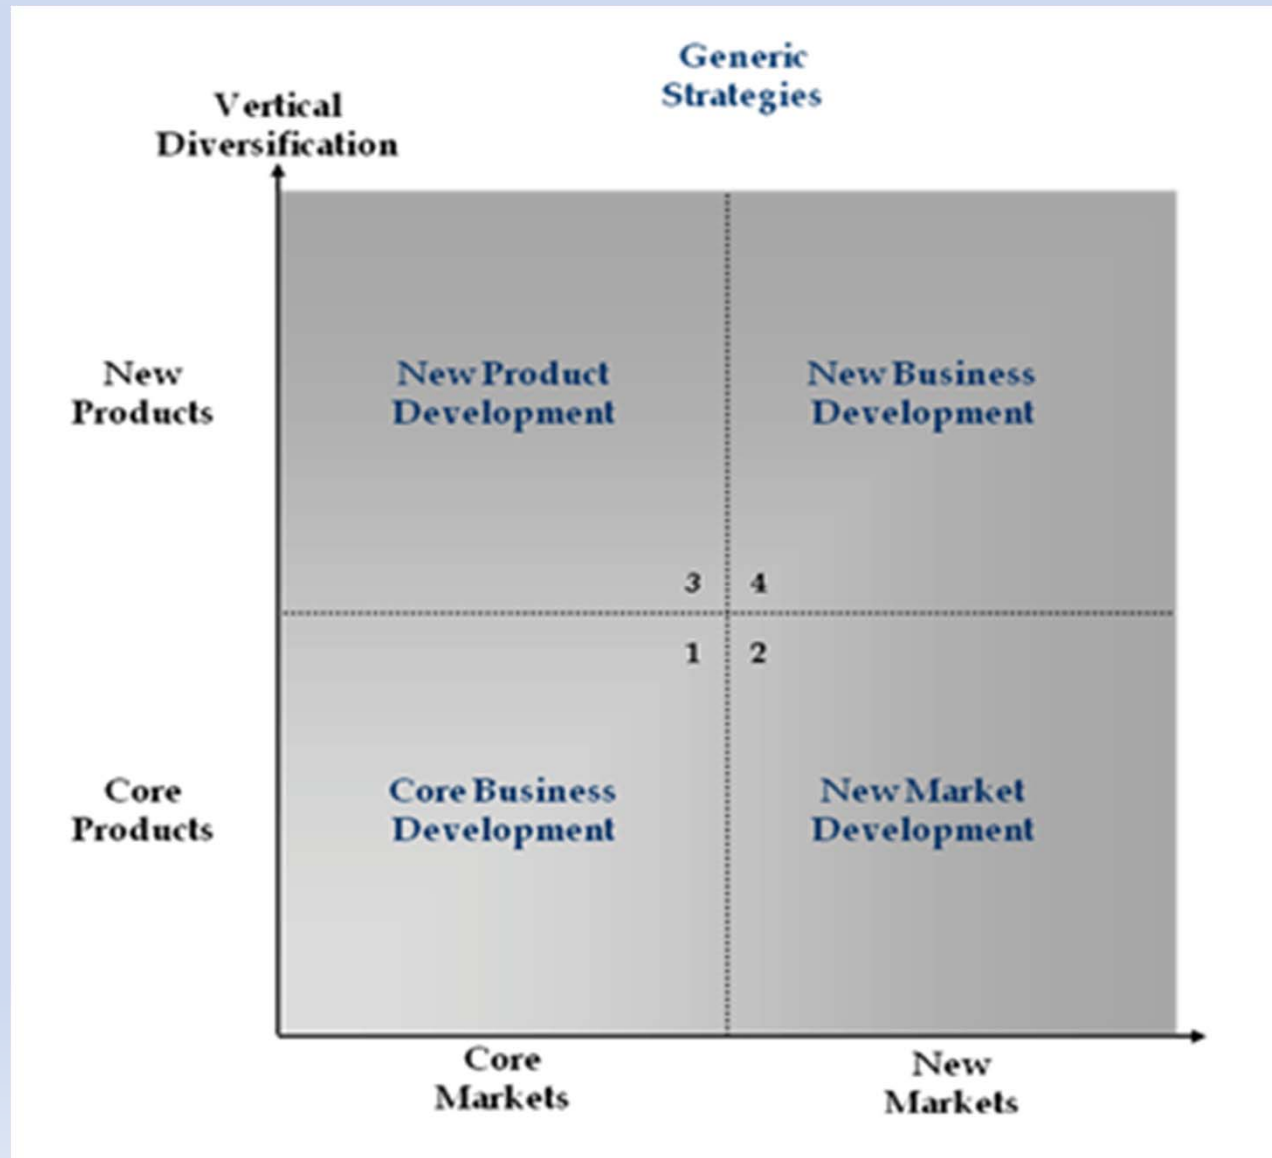 Generic
Strategies
Vertical
Diversification
New
Products
New Product
Development
New Business
Development
3
4
1
2
Core
Products
Core Business
Development
New Market
Development
Core
Markets
New
Markets